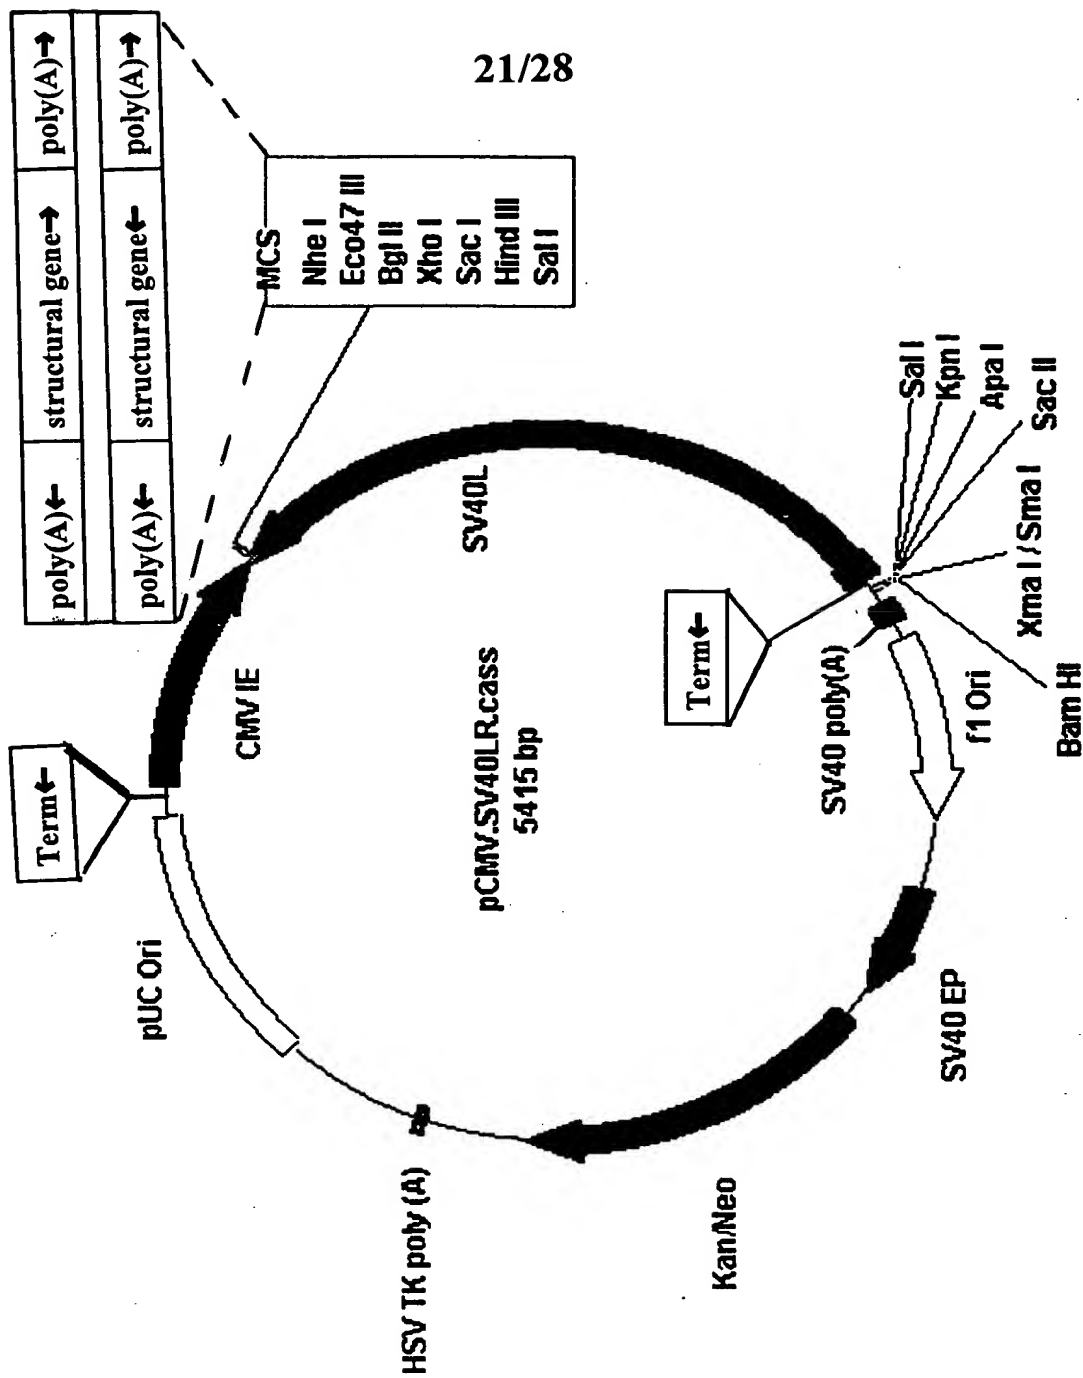 21/28
poly(A)← structural gene→ poly(A)→
poly(A)← structural gene← poly(A)→
MCS
Nhe I
Eco47 III
Bgl II
Xho I
Sac I
Hind III
Sal I
Term←
pUC Ori
CMV IE
SV40L
pCMV.SV40LR.cass
5415 bp
Term←
SV40 poly(A)
Sal I
Kpn I
Apa I
Sac II
Xma I / Sma I
Bam HI
f1 Ori
SV40 EP
Kan/Neo
HSV TK poly (A)